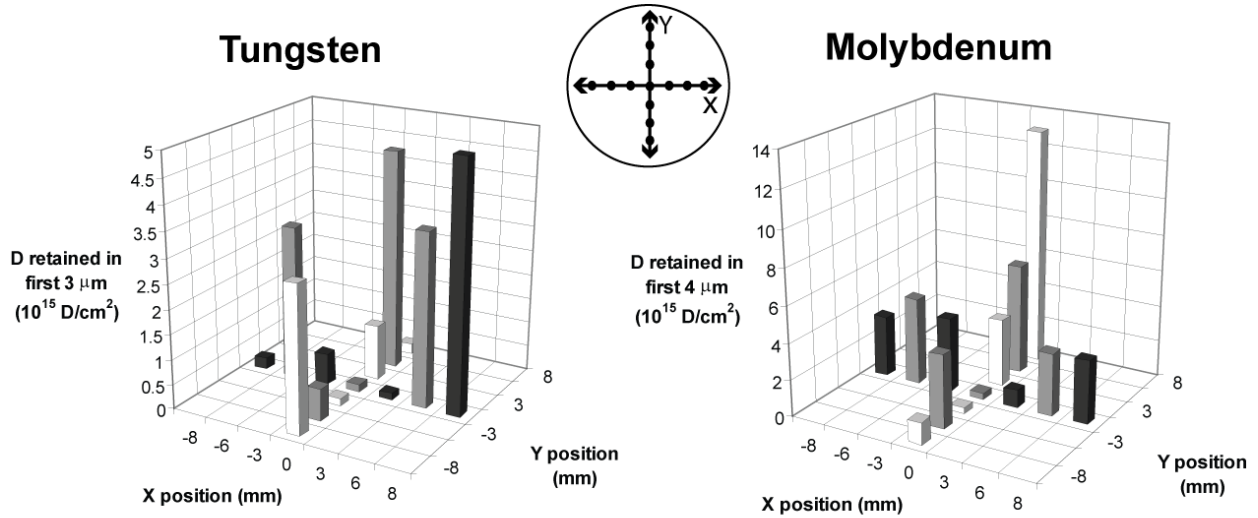 Tungsten
Y
X
Molybdenum
5
4.5
4
3.5
3
2.5
2
1.5
1
0.5
0
D retained in
first 3 μm
(10¹⁵ D/cm²)
-8
-6
-3
0
3
6
8
X position (mm)
8
3
-3
-8
Y position
(mm)
14
12
10
8
6
4
2
0
D retained in
first 4 μm
(10¹⁵ D/cm²)
-8
-6
-3
0
3
6
8
X position (mm)
8
3
-3
-8
Y position
(mm)